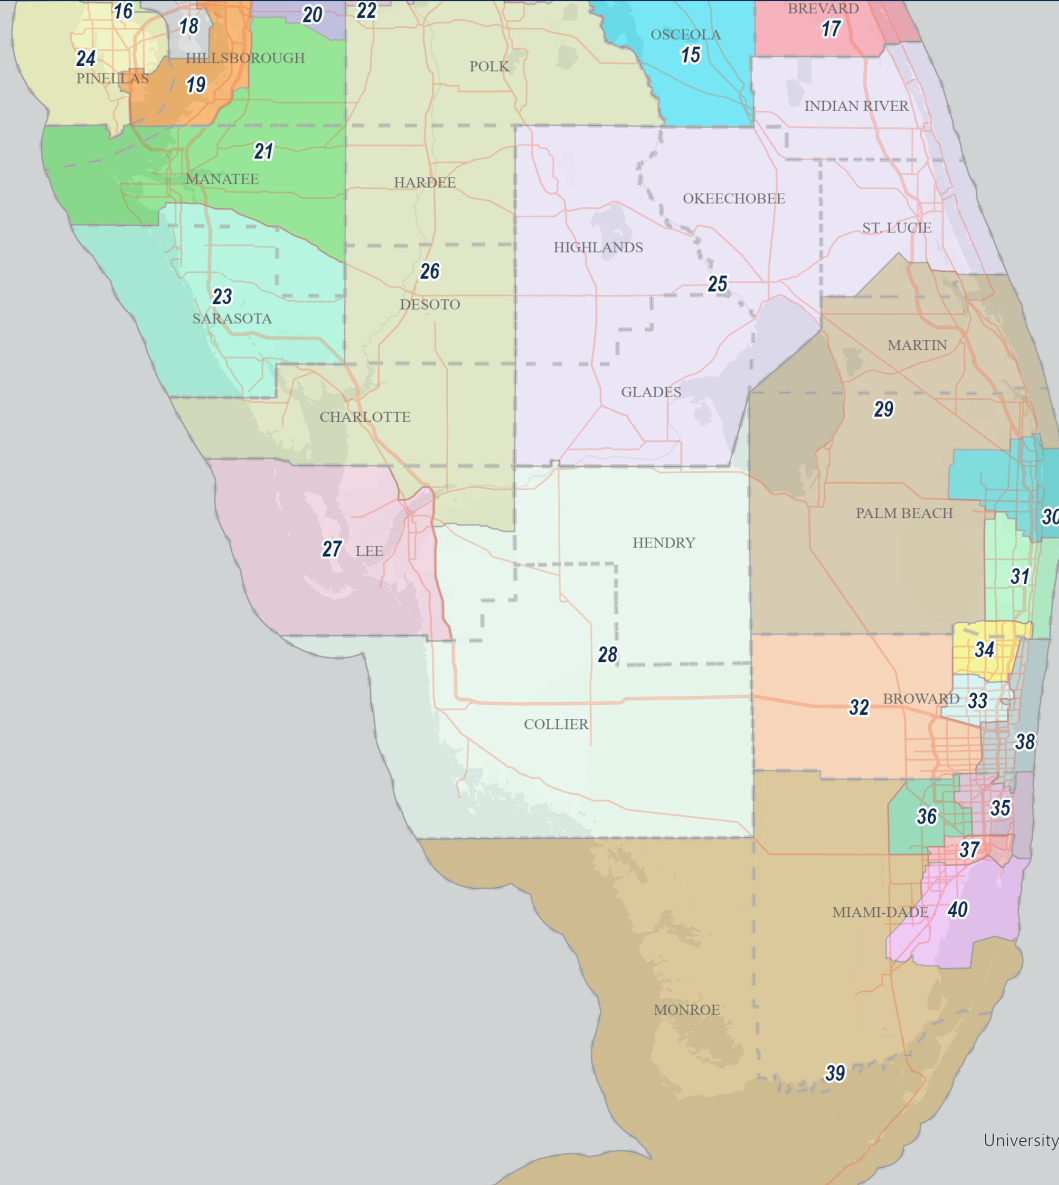 16
20
22
BREVARD
17
18
OSCEOLA
15
24
HILLSBOROUGH
POLK
PINELLAS
19
INDIAN RIVER
21
MANATEE
HARDEE
OKEECHOBEE
ST. LUCIE
HIGHLANDS
26
25
23
DESOTO
SARASOTA
MARTIN
GLADES
29
CHARLOTTE
PALM BEACH
30
HENDRY
27
LEE
31
28
34
BROWARD
33
32
COLLIER
38
35
36
37
MIAMI-DADE
40
MONROE
39
University